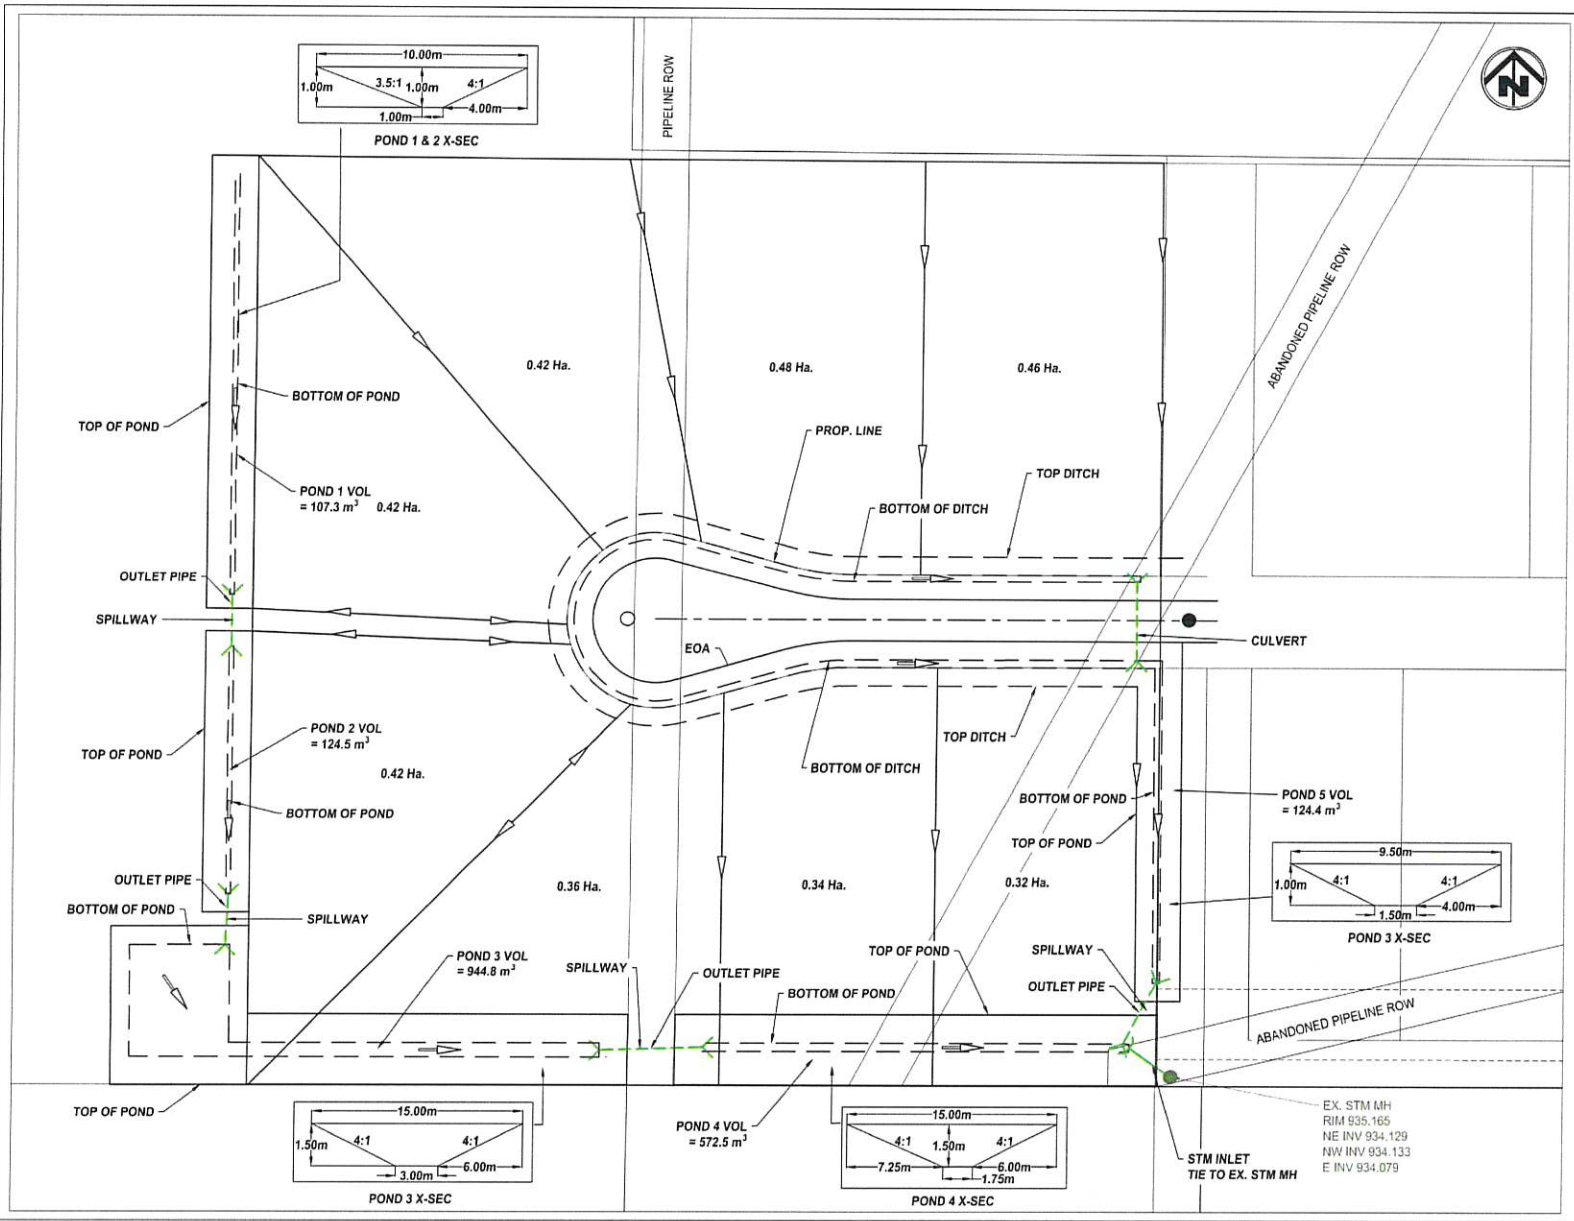 10.00m
1.00m
3.5:1
1.00m
4:1
1.00m
4.00m
POND 1 & 2 X-SEC
PIPELINE ROW
N
ABANDONED PIPELINE ROW
0.42 Ha.
0.48 Ha.
0.46 Ha.
BOTTOM OF POND
TOP OF POND
PROP. LINE
TOP DITCH
POND 1 VOL
= 107.3 m³
0.42 Ha.
BOTTOM OF DITCH
OUTLET PIPE
SPILLWAY
EOA
CULVERT
POND 2 VOL
= 124.5 m³
TOP OF POND
0.42 Ha.
TOP DITCH
BOTTOM OF DITCH
BOTTOM OF POND
BOTTOM OF POND
TOP OF POND
POND 5 VOL
= 124.4 m³
9.50m
1.00m
4:1
4:1
1.50m
4.00m
POND 3 X-SEC
0.36 Ha.
0.34 Ha.
0.32 Ha.
OUTLET PIPE
BOTTOM OF POND
SPILLWAY
POND 3 VOL
= 944.8 m³
SPILLWAY
OUTLET PIPE
BOTTOM OF POND
TOP OF POND
SPILLWAY
OUTLET PIPE
ABANDONED PIPELINE ROW
TOP OF POND
15.00m
1.50m
4:1
4:1
3.00m
6.00m
POND 3 X-SEC
POND 4 VOL
= 572.5 m³
15.00m
4:1
1.50m
4:1
7.25m
6.00m
1.75m
POND 4 X-SEC
STM INLET
TIE TO EX. STM MH
EX. STM MH
RIM 935.165
NE INV 934.129
NW INV 934.133
E INV 934.079